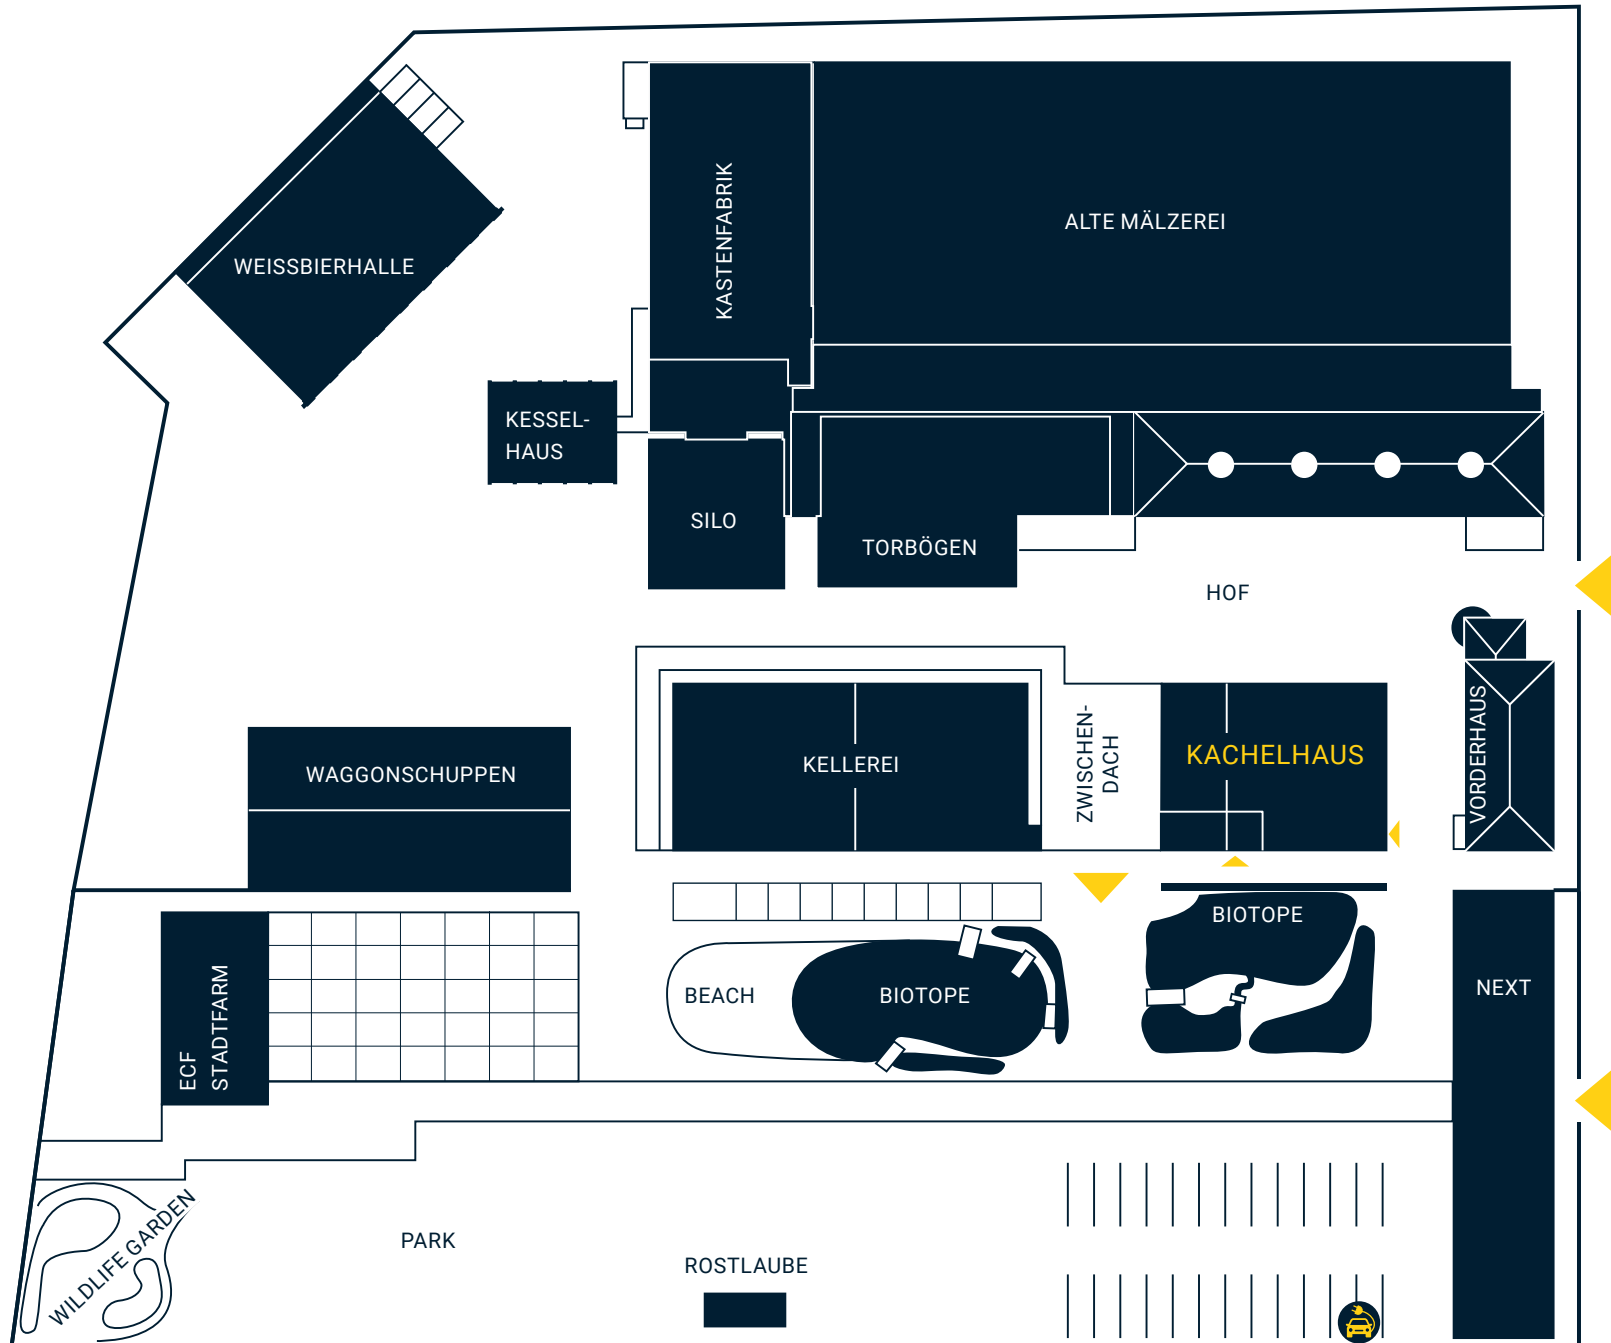 KASTENFABRIK
ALTE MÄLZEREI
WEISSBIERHALLE
KESSEL-
HAUS
SILO
TORBÖGEN
HOF
WAGGONSCHUPPEN
KELLEREI
ZWISCHEN-
DACH
KACHELHAUS
VORDERHAUS
BIOTOPE
ECF
STADTFARM
BEACH
BIOTOPE
NEXT
WILDLIFE GARDEN
PARK
ROSTLAUBE